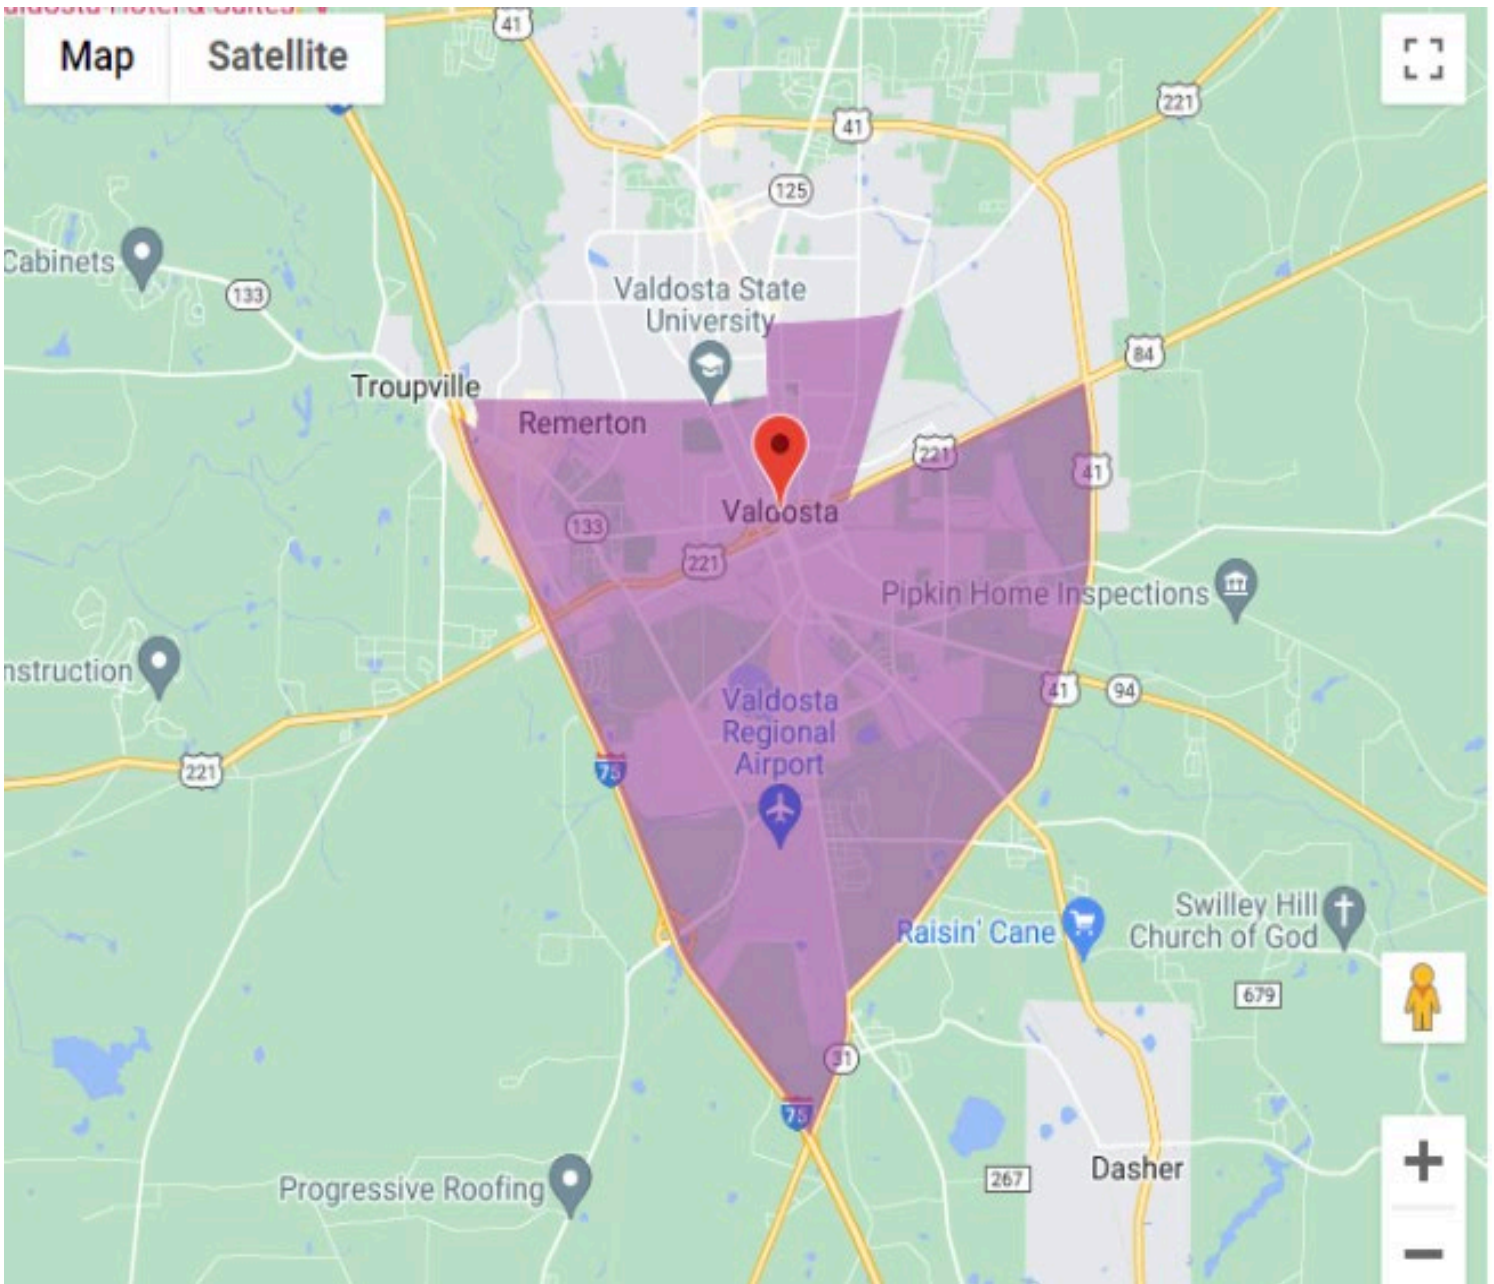 Map
Satellite
41
221
41
125
Cabinets
133
Valdosta State
University
84
Troupville
Remerton
221
41
Valdosta
133
221
Pipkin Home Inspections
nstruction
41
94
Valdosta
Regional
Airport
221
75
Swilley Hill
Church of God
Raisin' Cane
679
31
75
Dasher
267
Progressive Roofing
+
−